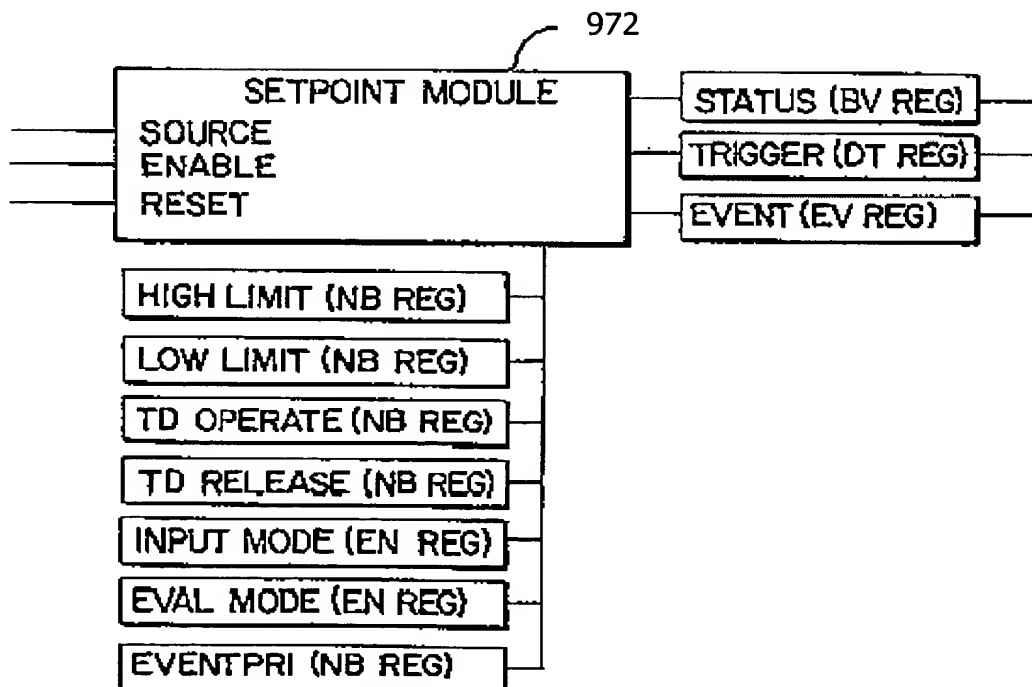 972
SETPOINT MODULE
SOURCE
ENABLE
RESET
STATUS (BV REG)
TRIGGER (DT REG)
EVENT (EV REG)
HIGH LIMIT (NB REG)
LOW LIMIT (NB REG)
TD OPERATE (NB REG)
TD RELEASE (NB REG)
INPUT MODE (EN REG)
EVAL MODE (EN REG)
EVENTPRI (NB REG)